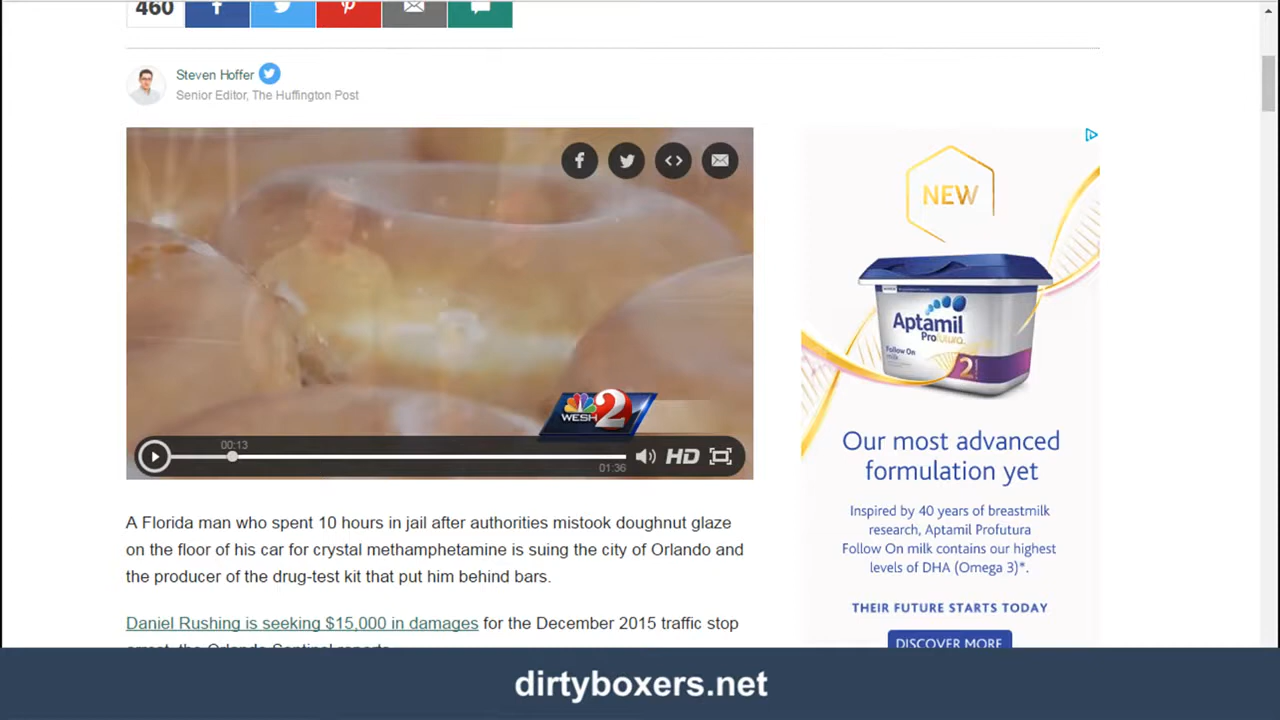 460
Steven Hoffer
Senior Editor, The Huffington Post
WESH 2
00:13
01:36
HD
A Florida man who spent 10 hours in jail after authorities mistook doughnut glaze
on the floor of his car for crystal methamphetamine is suing the city of Orlando and
the producer of the drug-test kit that put him behind bars.
Daniel Rushing is seeking $15,000 in damages for the December 2015 traffic stop
arrest, the Orlando Sentinel reports.
NEW
Aptamil
Profutura
Follow On
milk
2
Our most advanced
formulation yet
Inspired by 40 years of breastmilk
research, Aptamil Profutura
Follow On milk contains our highest
levels of DHA (Omega 3)*.
THEIR FUTURE STARTS TODAY
DISCOVER MORE
dirtyboxers.net